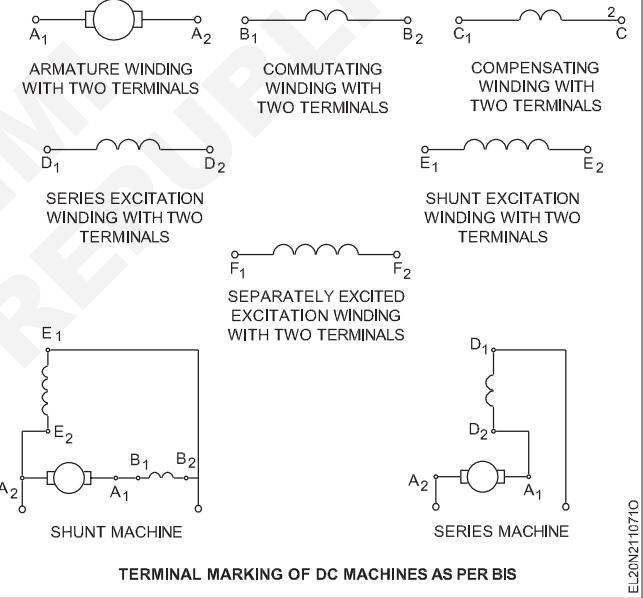 A1 A2 B1 B2 C1 2 C
ARMATURE WINDING
WITH TWO TERMINALS
COMMUTATING
WINDING WITH
TWO TERMINALS
COMPENSATING
WINDING WITH
TWO TERMINALS
D1 D2 E1 E2
SERIES EXCITATION
WINDING WITH TWO
TERMINALS
SHUNT EXCITATION
WINDING WITH TWO
TERMINALS
F1 F2
SEPARATELY EXCITED
EXCITATION WINDING
WITH TWO TERMINALS
E1
E2
A2 A1 B1 B2
SHUNT MACHINE
D1
D2
A2 A1
SERIES MACHINE
TERMINAL MARKING OF DC MACHINES AS PER BIS
EL20N211071O